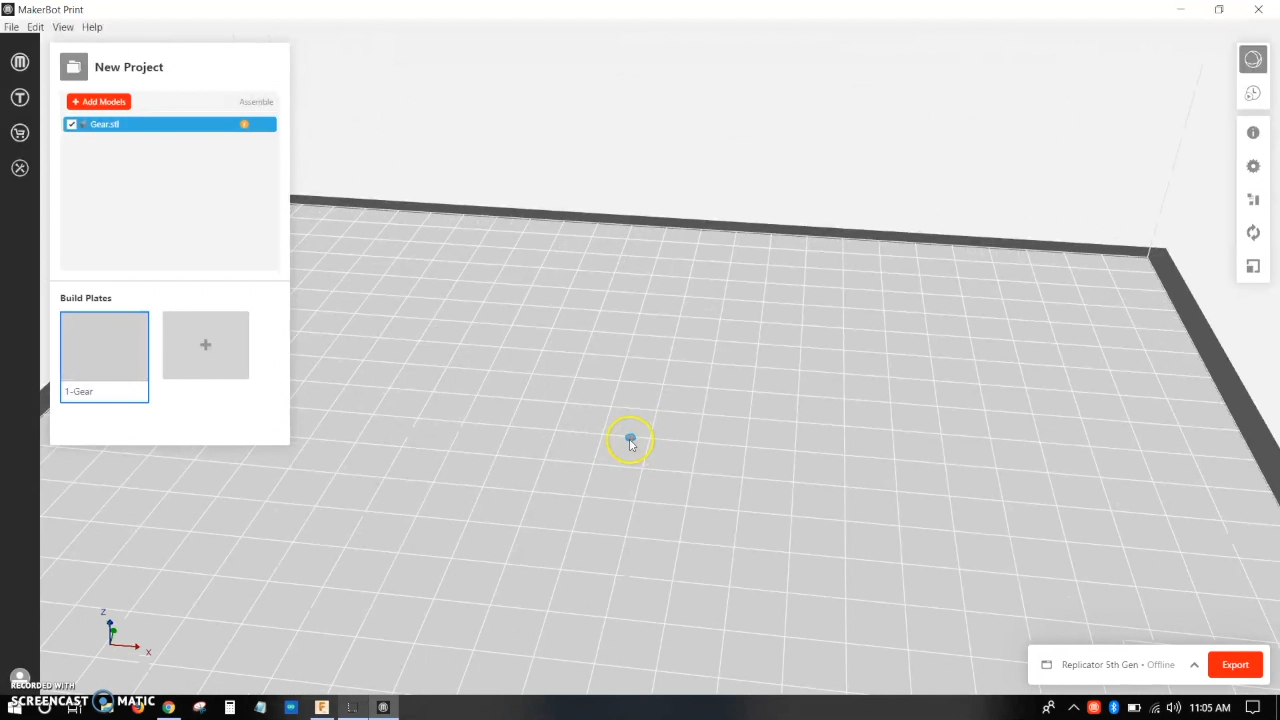 MakerBot Print
File Edit View Help
New Project
+ Add Models
Assemble
Gear.stl
Build Plates
1-Gear
Z
X
Replicator 5th Gen • Offline
Export
RECORDED WITH
SCREENCAST MATIC
11:05 AM